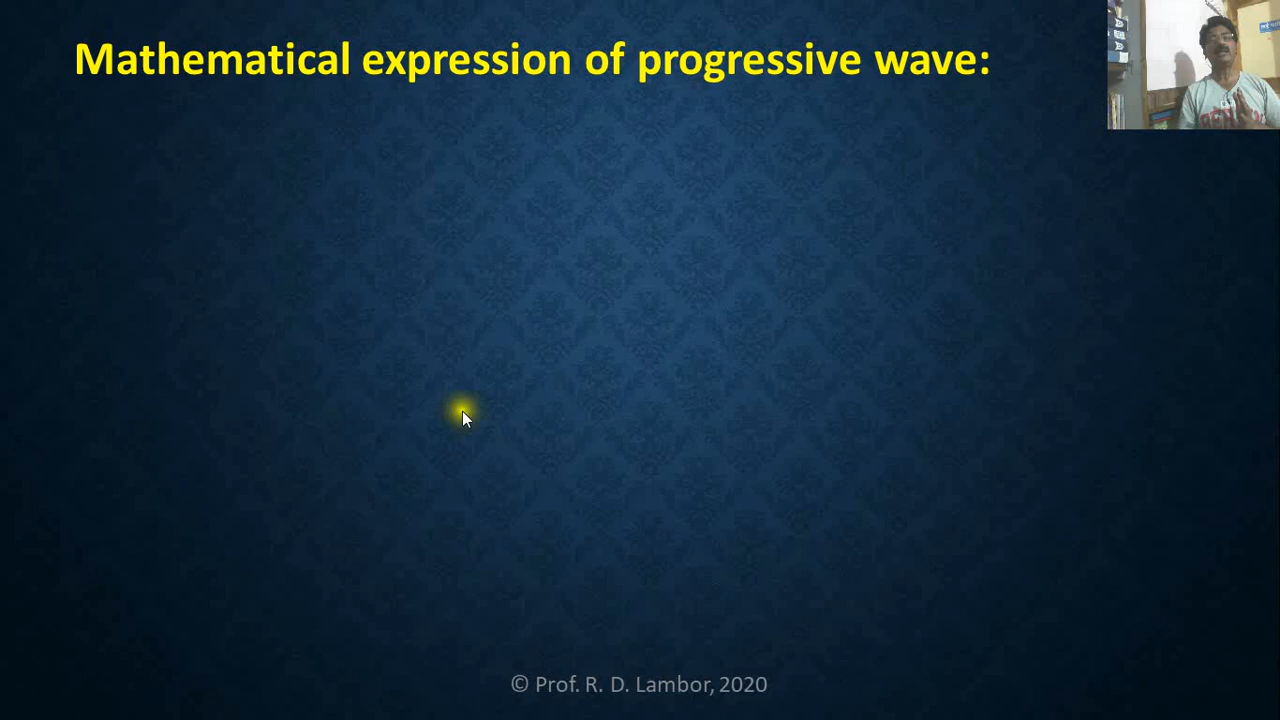 Mathematical expression of progressive wave:
© Prof. R. D. Lambor, 2020